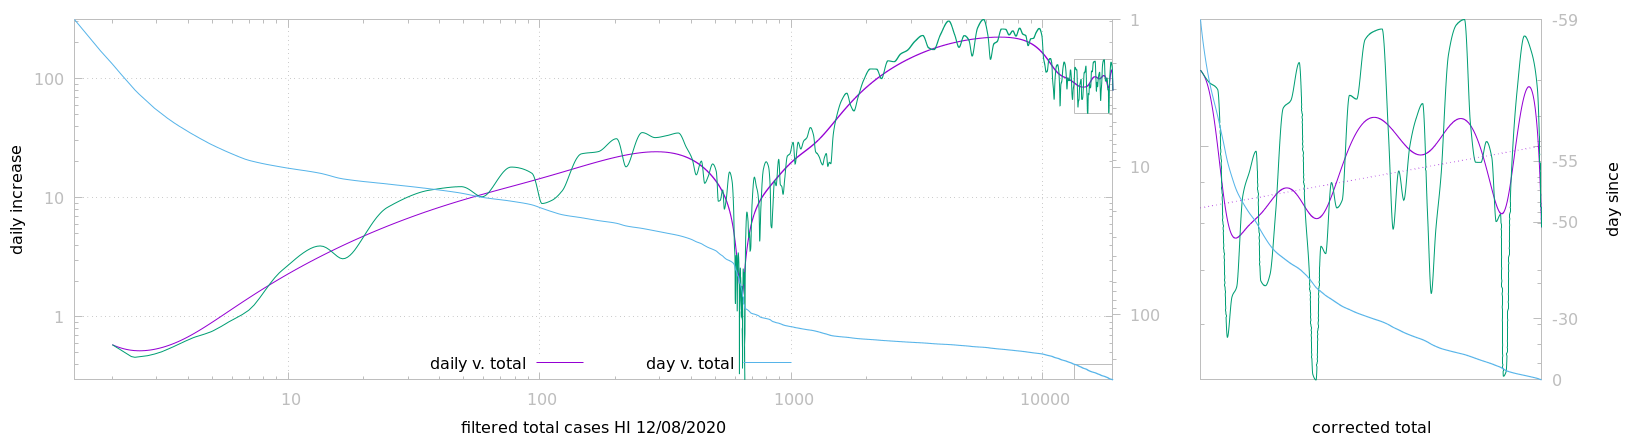 daily increase
100
10
1
10
100
1000
10000
1
10
100
daily v. total
day v. total
filtered total cases HI 12/08/2020
-59
-55
-50
-30
0
day since
corrected total